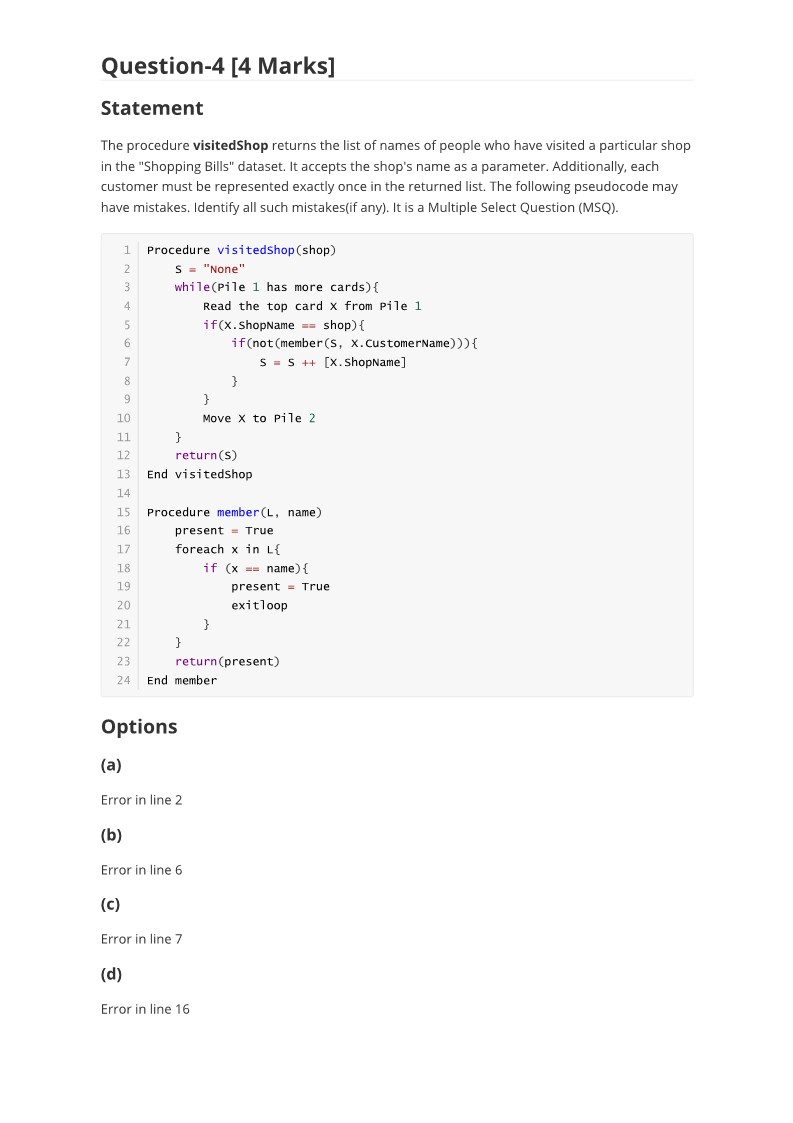 Question-4 [4 Marks]
Statement
The procedure visitedShop returns the list of names of people who have visited a particular shop
in the "Shopping Bills" dataset. It accepts the shop's name as a parameter. Additionally, each
customer must be represented exactly once in the returned list. The following pseudocode may
have mistakes. Identify all such mistakes(if any). It is a Multiple Select Question (MSQ).
1 Procedure visitedShop(shop)
2     S = "None"
3     while(Pile 1 has more cards){
4         Read the top card X from Pile 1
5         if(X.ShopName == shop){
6             if(not(member(S, X.CustomerName))){
7                 S = S ++ [X.ShopName]
8             }
9         }
10         Move X to Pile 2
11     }
12     return(S)
13 End visitedShop
14
15 Procedure member(L, name)
16     present = True
17     foreach x in L{
18         if (x == name){
19             present = True
20             exitloop
21         }
22     }
23     return(present)
24 End member
Options
(a)
Error in line 2
(b)
Error in line 6
(c)
Error in line 7
(d)
Error in line 16